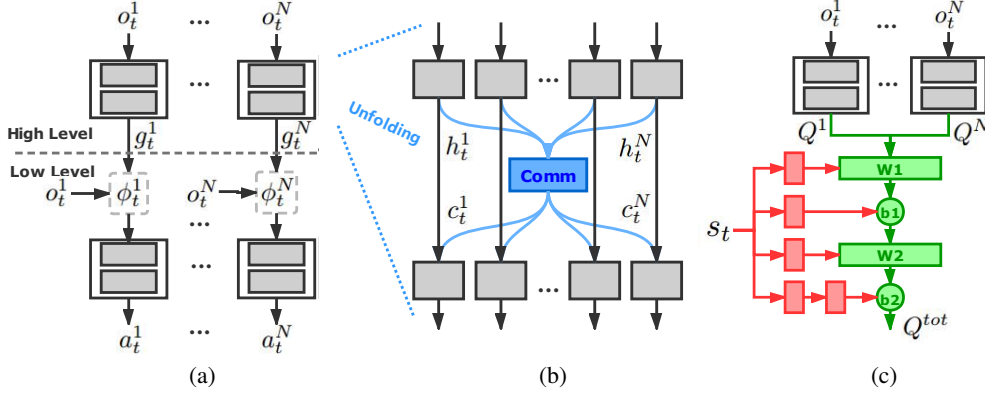 o_t^1 ... o_t^N
...
High Level
g_t^1 g_t^N
Low Level
o_t^1 ϕ_t^1 o_t^N ϕ_t^N
...
...
a_t^1 ... a_t^N
(a)
Unfolding
...
h_t^1 h_t^N
Comm
c_t^1 c_t^N
...
(b)
o_t^1 ... o_t^N
...
Q^1 Q^N
W1
b1
s_t
W2
b2
Q^{tot}
(c)